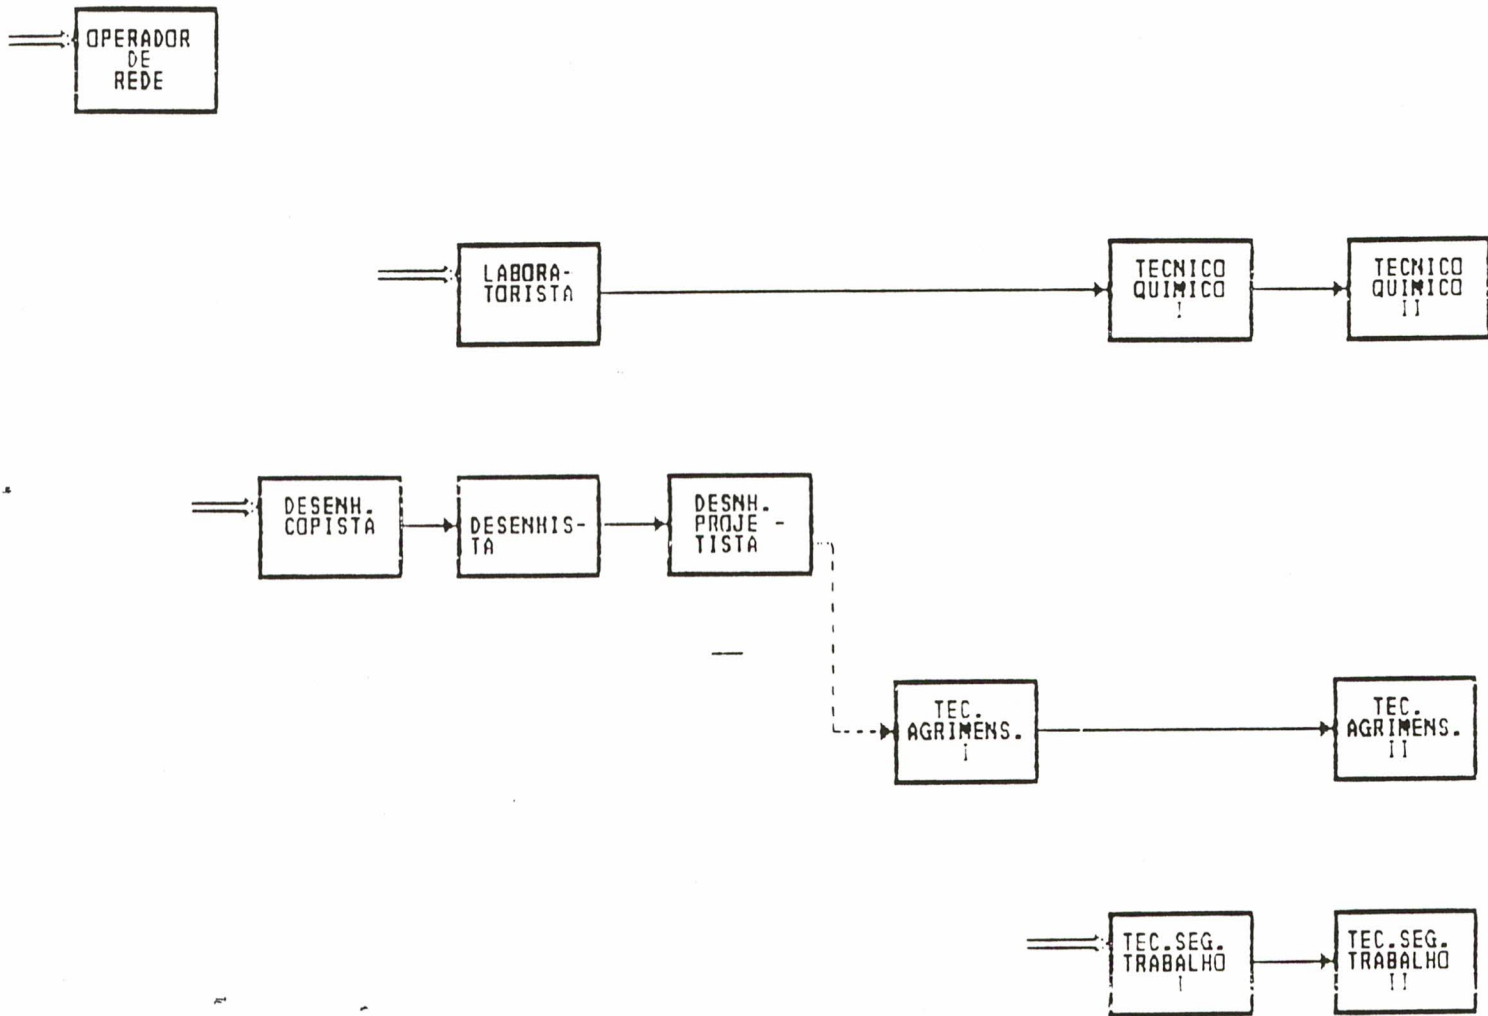 OPERADOR
DE
REDE
LABORA-
TORISTA
TECNICO
QUIMICO
I
TECNICO
QUIMICO
II
DESENH.
COPISTA
DESENHIS-
TA
DESNH.
PROJE -
TISTA
TEC.
AGRIMENS.
I
TEC.
AGRIMENS.
II
TEC.SEG.
TRABALHO
I
TEC.SEG.
TRABALHO
II